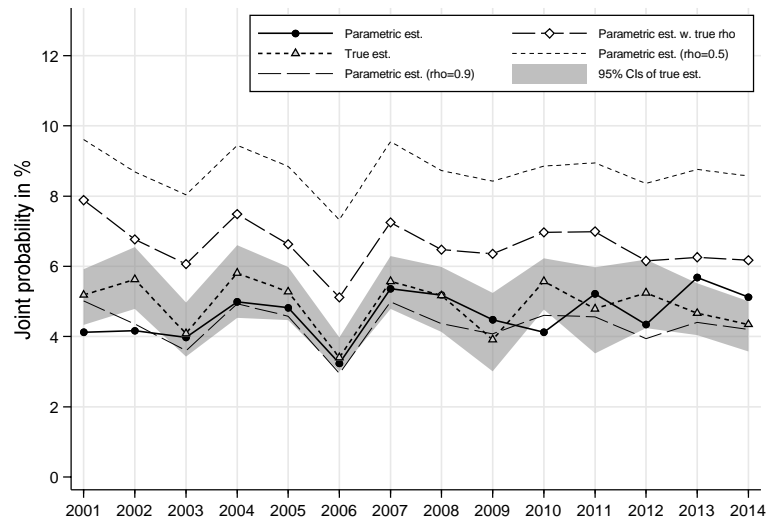 Parametric est.
True est.
Parametric est. (rho=0.9)
Parametric est. w. true rho
Parametric est. (rho=0.5)
95% CIs of true est.
Joint probability in %
12
10
8
6
4
2
0
2001 2002 2003 2004 2005 2006 2007 2008 2009 2010 2011 2012 2013 2014